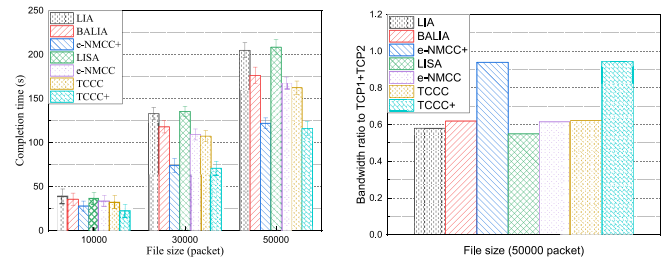 250
200
150
100
50
0
Completion time (s)
LIA
BALIA
e-NMCC+
LISA
e-NMCC
TCCC
TCCC+
10000
30000
50000
File size (packet)
1.2
1.0
0.8
0.6
0.4
0.2
0.0
Bandwidth ratio to TCP1+TCP2
LIA
BALIA
e-NMCC+
LISA
e-NMCC
TCCC
TCCC+
File size (50000 packet)